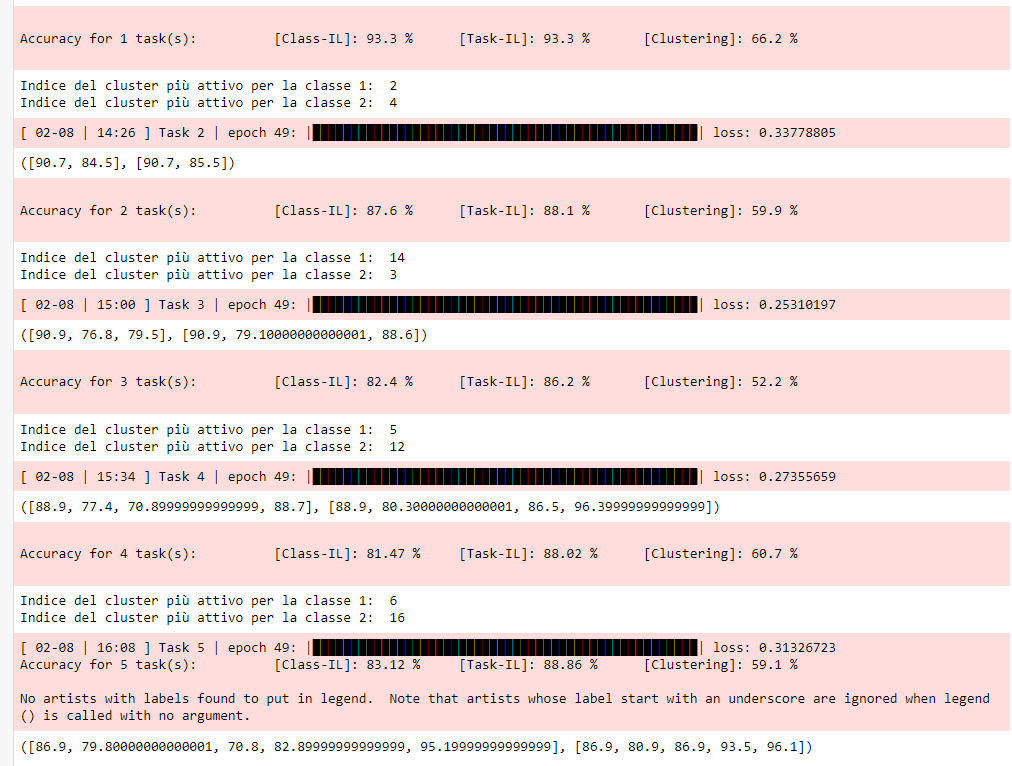 Accuracy for 1 task(s):          [Class-IL]: 93.3 %      [Task-IL]: 93.3 %       [Clustering]: 66.2 %
Indice del cluster più attivo per la classe 1:  2
Indice del cluster più attivo per la classe 2:  4
[ 02-08 | 14:26 ] Task 2 | epoch 49: || loss: 0.33778805
([90.7, 84.5], [90.7, 85.5])
Accuracy for 2 task(s):          [Class-IL]: 87.6 %      [Task-IL]: 88.1 %       [Clustering]: 59.9 %
Indice del cluster più attivo per la classe 1:  14
Indice del cluster più attivo per la classe 2:  3
[ 02-08 | 15:00 ] Task 3 | epoch 49: || loss: 0.25310197
([90.9, 76.8, 79.5], [90.9, 79.10000000000001, 88.6])
Accuracy for 3 task(s):          [Class-IL]: 82.4 %      [Task-IL]: 86.2 %       [Clustering]: 52.2 %
Indice del cluster più attivo per la classe 1:  5
Indice del cluster più attivo per la classe 2:  12
[ 02-08 | 15:34 ] Task 4 | epoch 49: || loss: 0.27355659
([88.9, 77.4, 70.89999999999999, 88.7], [88.9, 80.30000000000001, 86.5, 96.39999999999999])
Accuracy for 4 task(s):          [Class-IL]: 81.47 %     [Task-IL]: 88.02 %      [Clustering]: 60.7 %
Indice del cluster più attivo per la classe 1:  6
Indice del cluster più attivo per la classe 2:  16
[ 02-08 | 16:08 ] Task 5 | epoch 49: || loss: 0.31326723
Accuracy for 5 task(s):          [Class-IL]: 83.12 %     [Task-IL]: 88.86 %      [Clustering]: 59.1 %
No artists with labels found to put in legend.  Note that artists whose label start with an underscore are ignored when legend
() is called with no argument.
([86.9, 79.80000000000001, 70.8, 82.89999999999999, 95.19999999999999], [86.9, 80.9, 86.9, 93.5, 96.1])